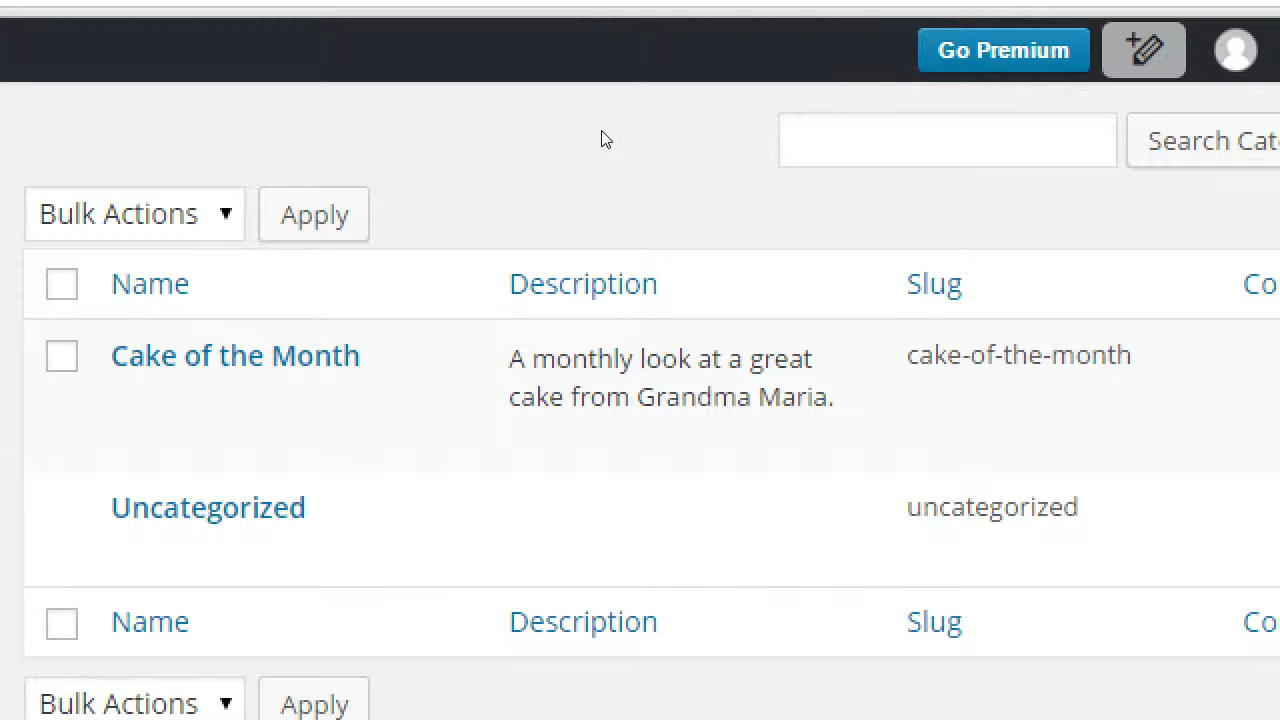 Go Premium
Search Cat
Bulk Actions Apply
Name Description Slug Co
Cake of the Month A monthly look at a great cake-of-the-month
cake from Grandma Maria.
Uncategorized uncategorized
Name Description Slug Co
Bulk Actions Apply